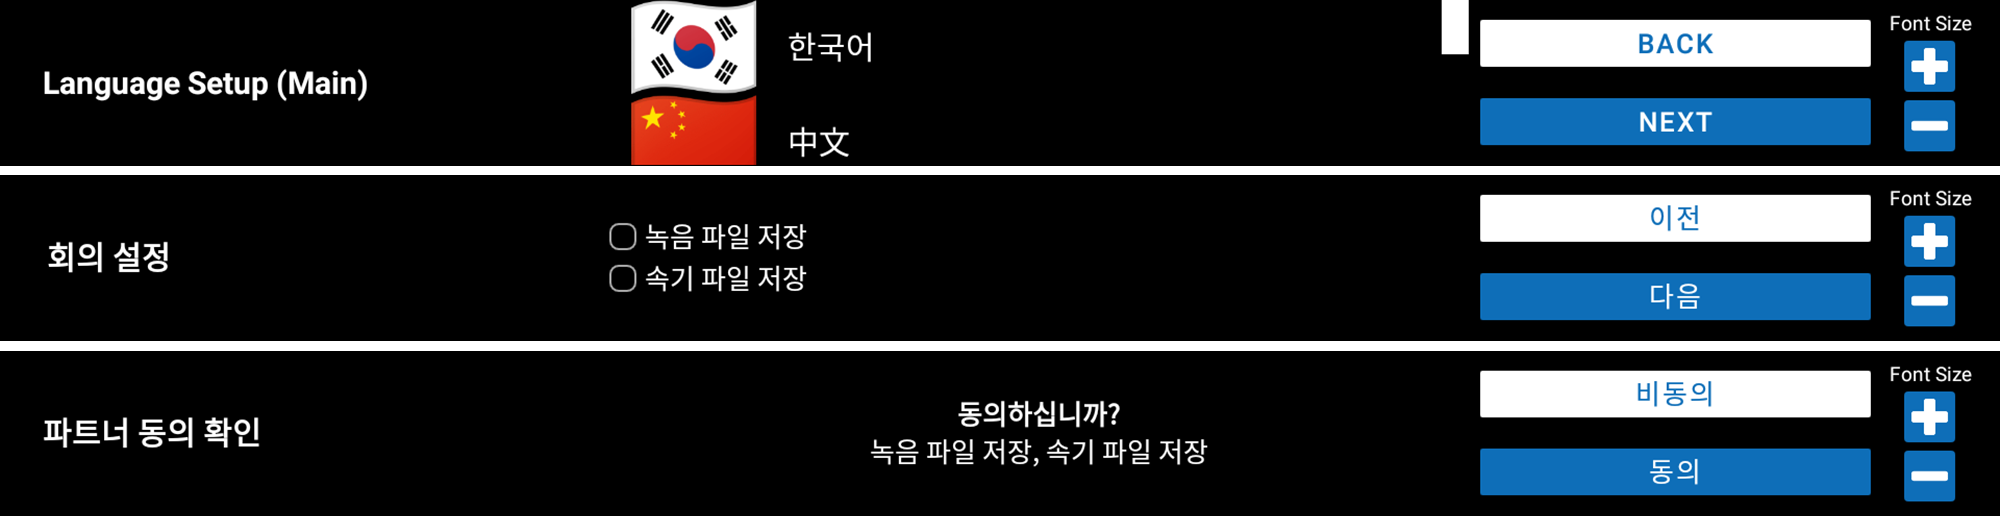 Language Setup (Main)
한국어
中文
BACK
NEXT
Font Size
회의 설정
녹음 파일 저장
속기 파일 저장
이전
다음
Font Size
파트너 동의 확인
동의하십니까?
녹음 파일 저장, 속기 파일 저장
비동의
동의
Font Size